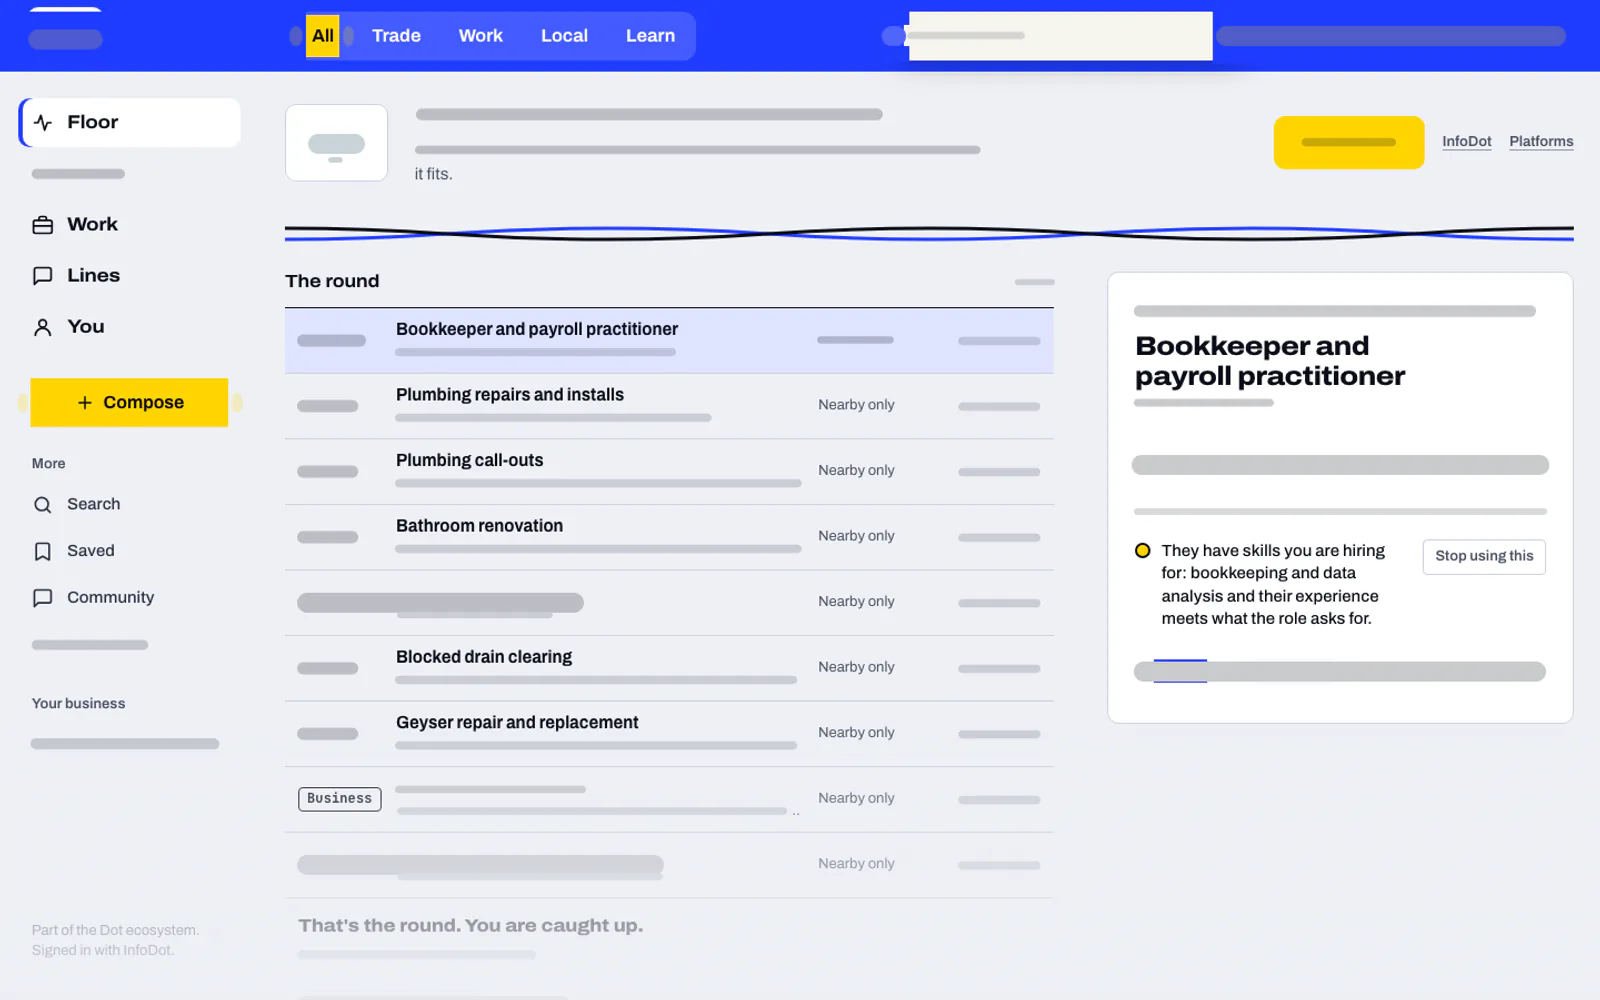 All
Trade
Work
Local
Learn
Floor
Work
Lines
You
Compose
More
Search
Saved
Community
Your business
Part of the Dot ecosystem.
Signed in with InfoDot.
it fits.
InfoDot
Platforms
The round
Bookkeeper and payroll practitioner
Plumbing repairs and installs
Nearby only
Plumbing call-outs
Nearby only
Bathroom renovation
Nearby only
Nearby only
Blocked drain clearing
Nearby only
Geyser repair and replacement
Nearby only
Business
..
Nearby only
Nearby only
That's the round. You are caught up.
Bookkeeper and
payroll practitioner
They have skills you are hiring
for: bookkeeping and data
analysis and their experience
meets what the role asks for.
Stop using this